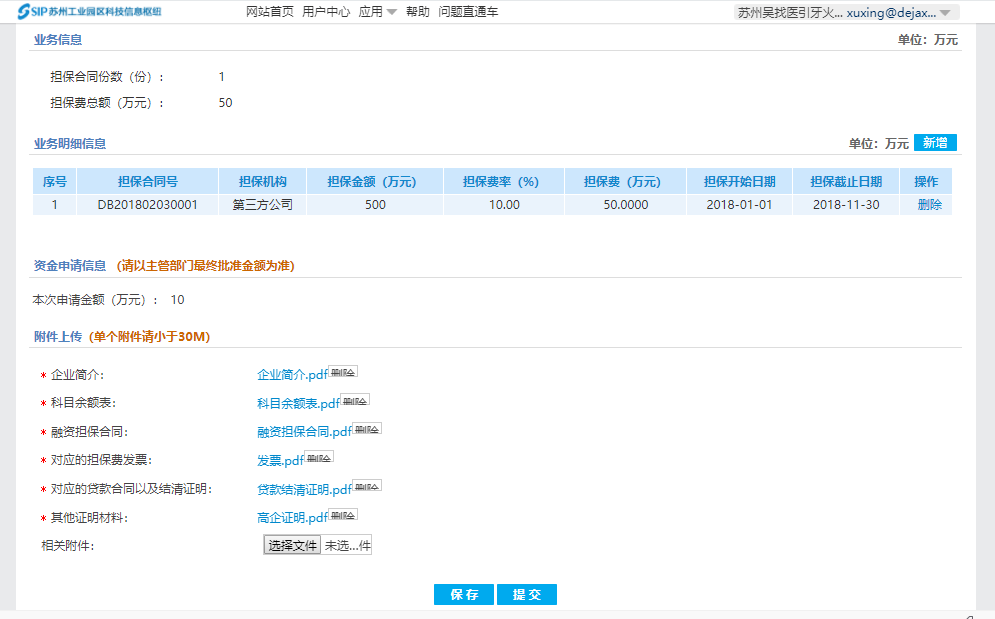 SIP苏州工业园区科技信息枢纽 网站首页 用户中心 应用 帮助 问题直通车 苏州吴找医引牙火... xuxing@dejax...
业务信息 单位：万元
担保合同份数（份）： 1
担保费总额（万元）： 50
业务明细信息 单位：万元 新增
序号 担保合同号 担保机构 担保金额（万元） 担保费率（%） 担保费（万元） 担保开始日期 担保截止日期 操作
1 DB201802030001 第三方公司 500 10.00 50.0000 2018-01-01 2018-11-30 删除
资金申请信息 （请以主管部门最终批准金额为准）
本次申请金额（万元）： 10
附件上传（单个附件请小于30M）
* 企业简介: 企业简介.pdf 删除
* 科目余额表: 科目余额表.pdf 删除
* 融资担保合同: 融资担保合同.pdf 删除
* 对应的担保费发票: 发票.pdf 删除
* 对应的贷款合同以及结清证明: 贷款结清证明.pdf 删除
* 其他证明材料: 高企证明.pdf 删除
相关附件: 选择文件 未选...件
保存 提交